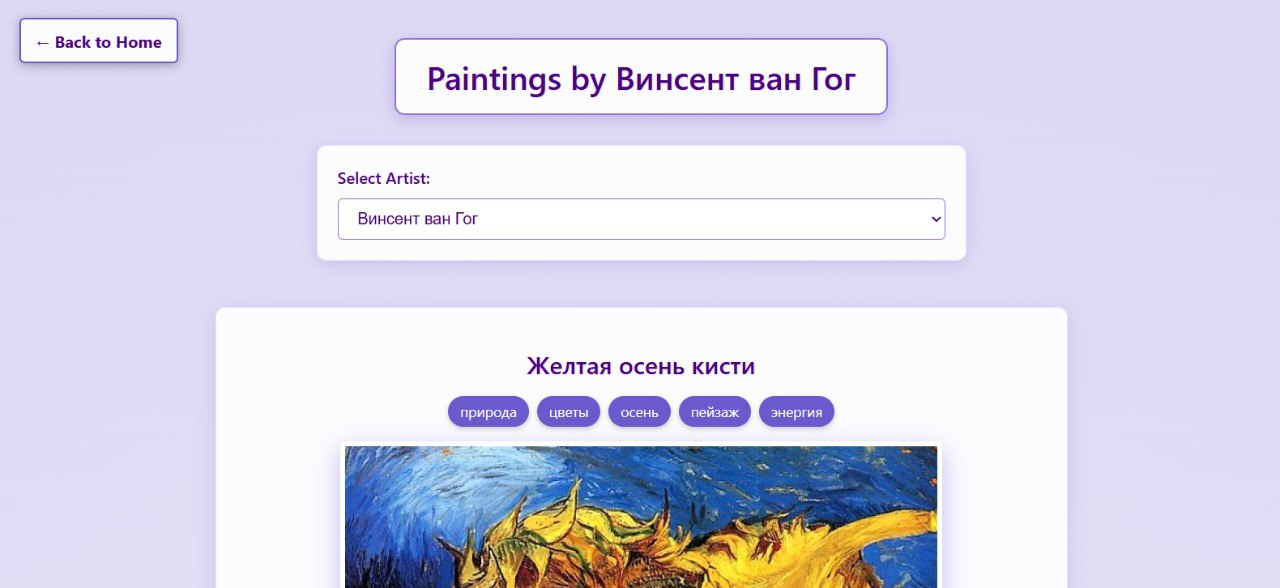 ← Back to Home
Paintings by Винсент ван Гог
Select Artist:
Винсент ван Гог
Желтая осень кисти
природа цветы осень пейзаж энергия